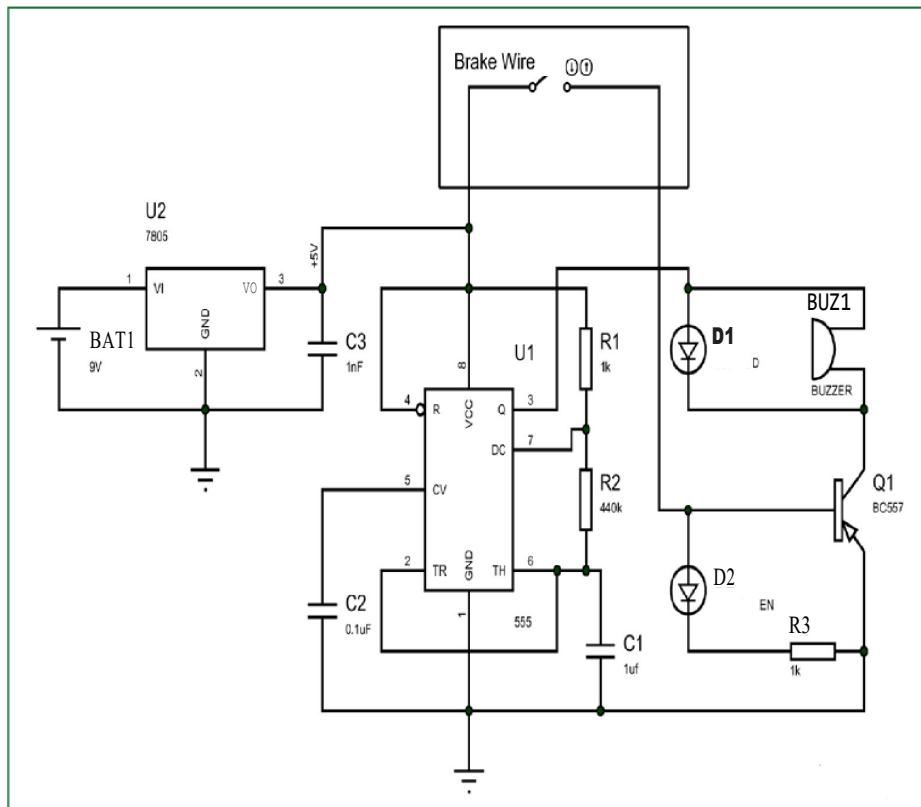 Brake Wire
U2
7805
+5V
1
VI
VO
3
GND
2
BAT1
9V
C3
1nF
U1
R1
1k
D1
D
BUZ1
BUZZER
8
4
R
VCC
Q
3
DC
7
5
CV
R2
440k
Q1
BC557
2
TR
GND
TH
6
1
555
C2
0.1uF
C1
1uf
D2
EN
R3
1k